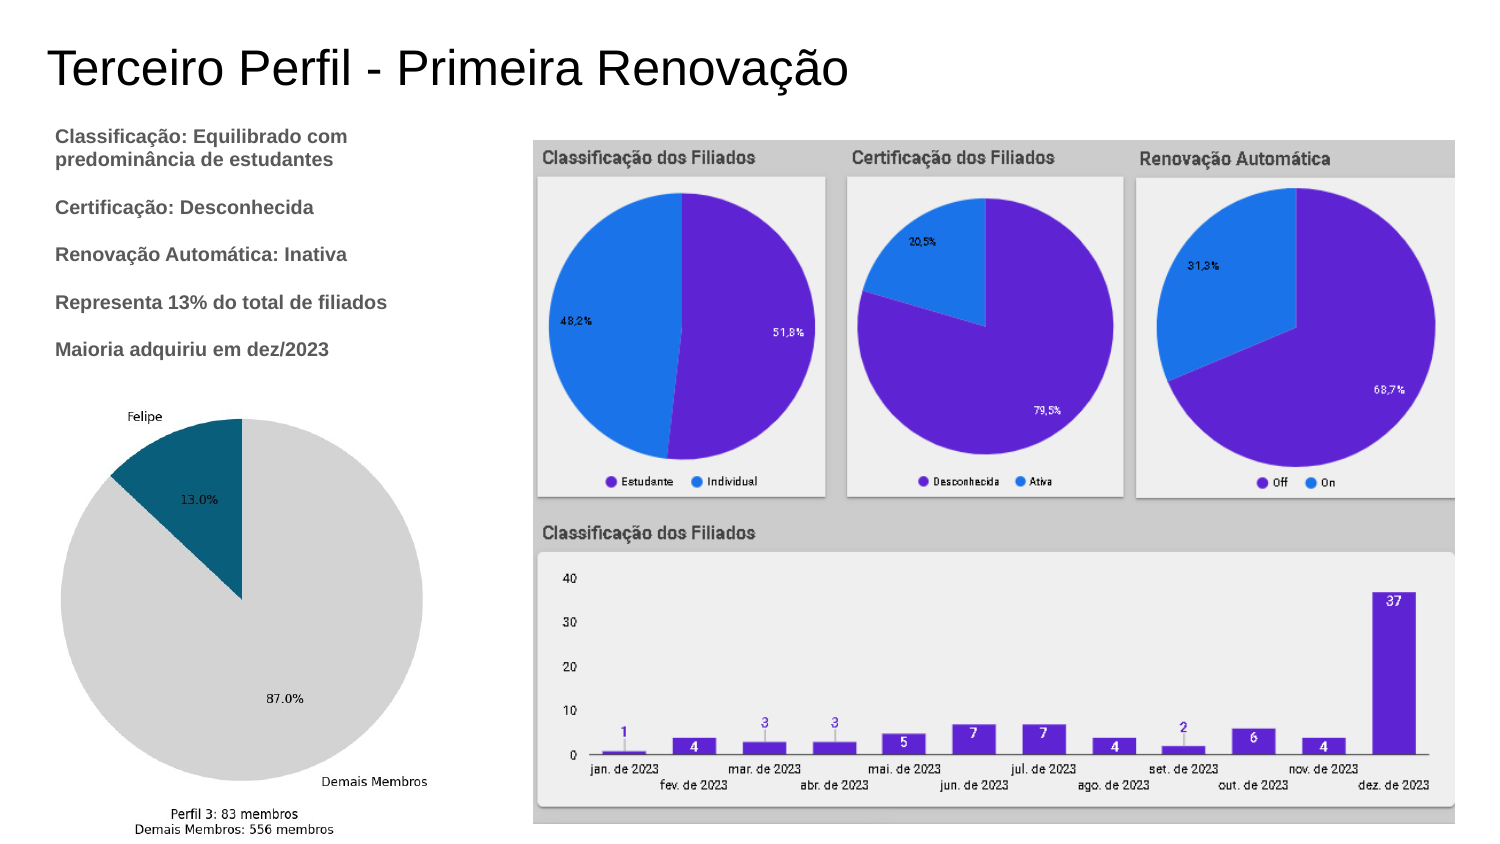 Terceiro Perfil - Primeira Renovação
Classificação: Equilibrado com
predominância de estudantes
Certificação: Desconhecida
Renovação Automática: Inativa
Representa 13% do total de filiados
Maioria adquiriu em dez/2023
Felipe
13.0%
87.0%
Demais Membros
Perfil 3: 83 membros
Demais Membros: 556 membros
Classificação dos Filiados
48,2%
51,8%
Estudante
Individual
Certificação dos Filiados
20,5%
79,5%
Desconhecida
Ativa
Renovação Automática
31,3%
68,7%
Off
On
Classificação dos Filiados
40
30
20
10
0
1
4
3
3
5
7
7
4
2
6
4
37
jan. de 2023
fev. de 2023
mar. de 2023
abr. de 2023
mai. de 2023
jun. de 2023
jul. de 2023
ago. de 2023
set. de 2023
out. de 2023
nov. de 2023
dez. de 2023